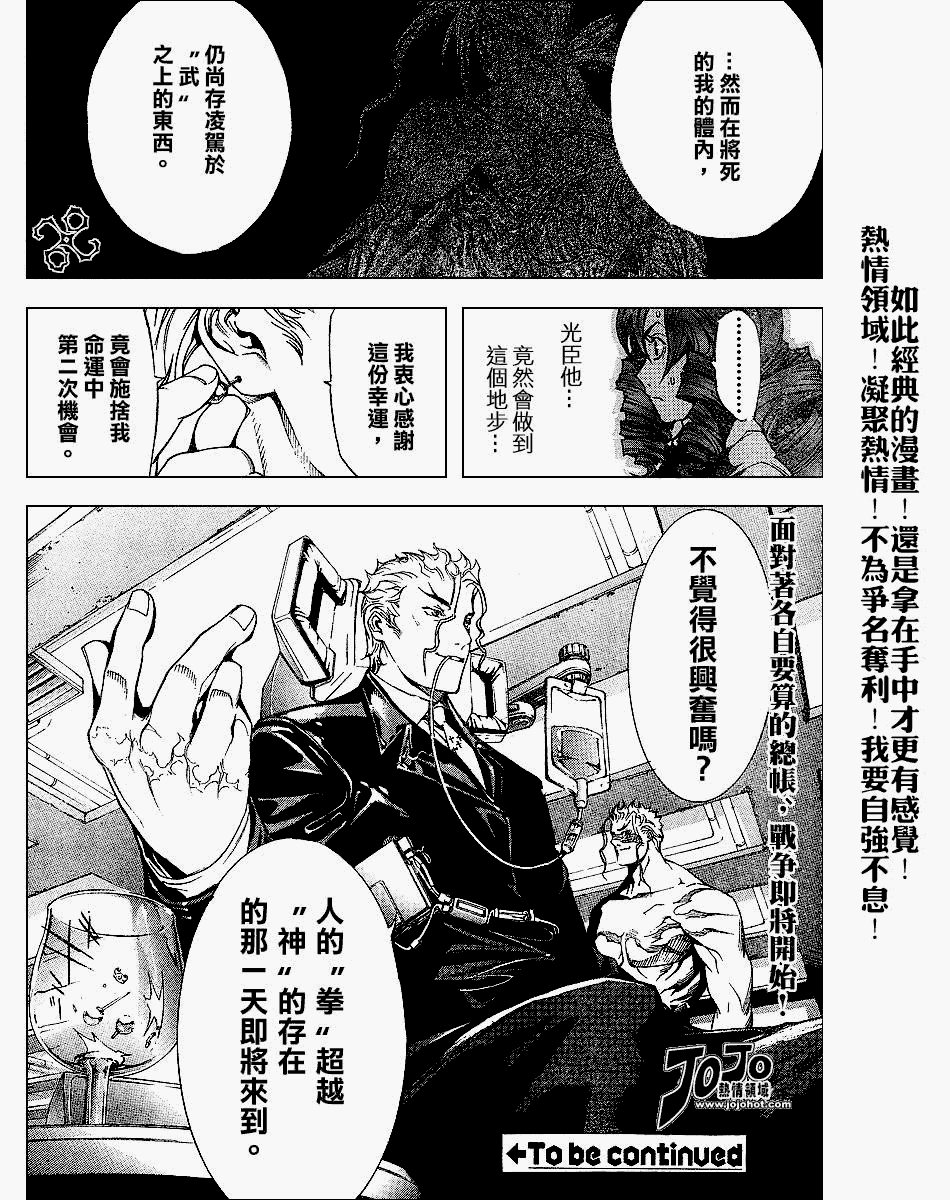 …然而在將死
的我的體內，
仍尚存凌駕於
〝武〞
之上的東西。
………
光臣他…
竟然會做到
這個地步…
我衷心感謝
這份幸運，
竟會施捨我
命運中
第二次機會。
面對著各自要算的總帳，戰爭即將開始！
不覺得很興奮嗎？
人的〝拳〞超越
〝神〞的存在
的那一天即將來到。
JOJO
熱情領域
www.jojohot.com
←To be continued
如此經典的漫畫！還是拿在手中才更有感覺！
熱情領域！凝聚熱情！不為爭名奪利！我要自強不息！